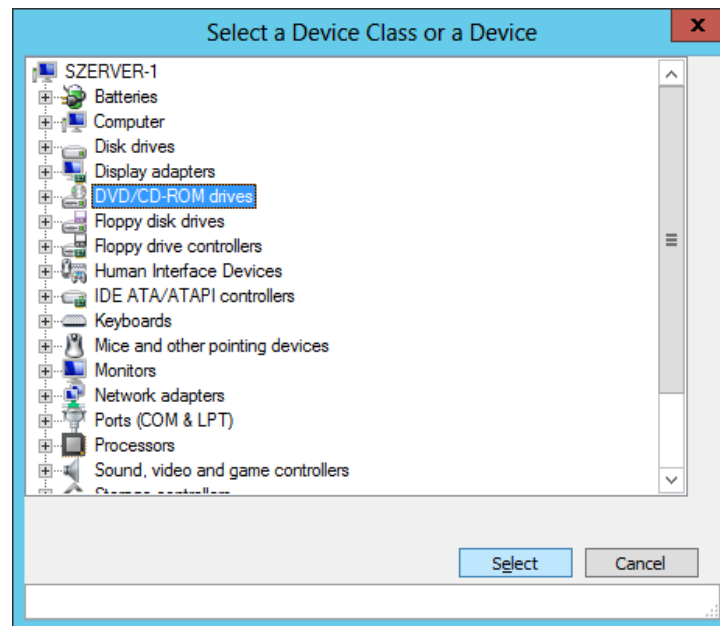 Select a Device Class or a Device
x
SZERVER-1
Batteries
Computer
Disk drives
Display adapters
DVD/CD-ROM drives
Floppy disk drives
Floppy drive controllers
Human Interface Devices
IDE ATA/ATAPI controllers
Keyboards
Mice and other pointing devices
Monitors
Network adapters
Ports (COM & LPT)
Processors
Sound, video and game controllers
Select
Cancel